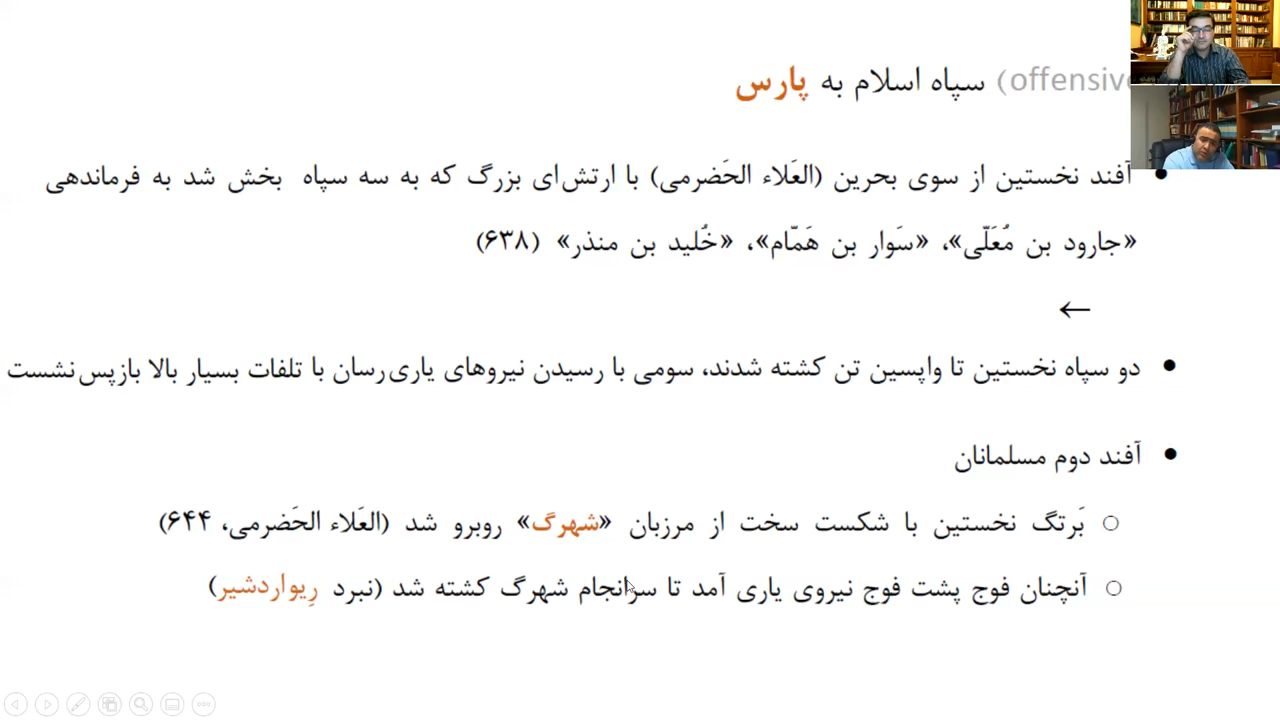 (offensive سپاه اسلام به پارس
• آفند نخستین از سوی بحرین (العَلاء الحَضرمی) با ارتش‌ای بزرگ که به سه سپاه بخش شد به فرماندهی
«جارود بن مُعَلّی»، «سَوار بن هَمّام»، «خُلید بن منذر» (۶۳۸)
←
• دو سپاه نخستین تا واپسین تن کشته شدند، سومی با رسیدن نیروهای یاری‌رسان با تلفات بسیار بالا بازپس‌نشست
• آفند دوم مسلمانان
○ بَرتگ نخستین با شکست سخت از مرزبان «شهرگ» روبرو شد (العَلاء الحَضرمی، ۶۴۴)
○ آنچنان فوج پشت فوج نیروی یاری آمد تا سرانجام شهرگ کشته شد (نبرد رِیواردشیر)